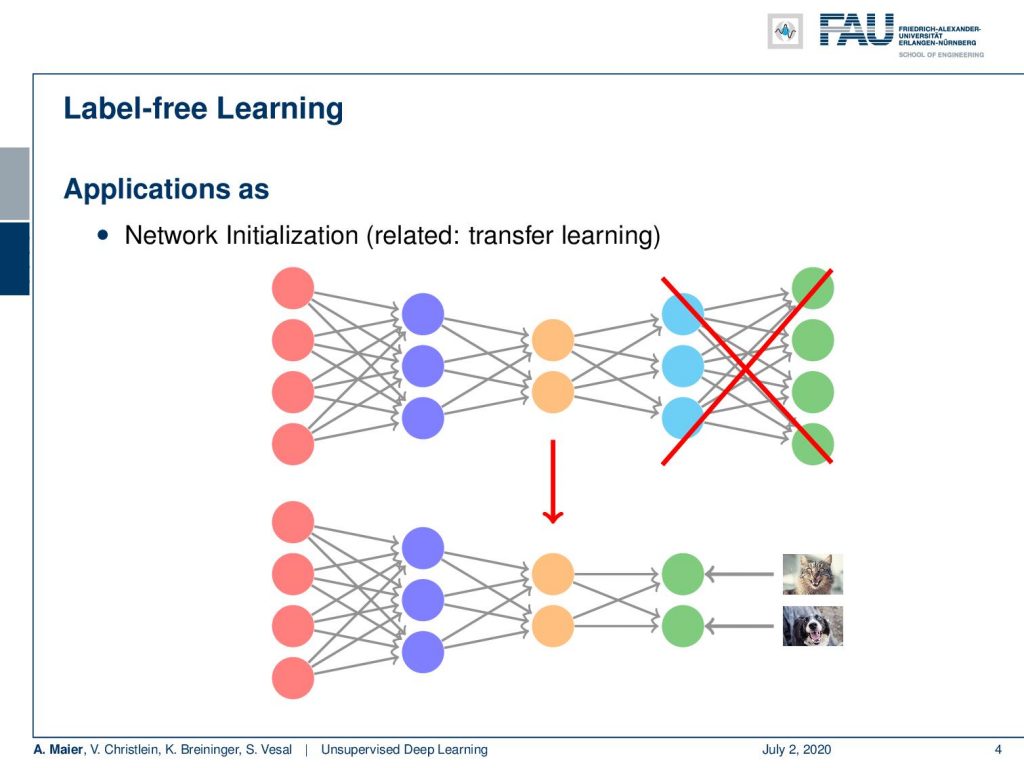 FAU
FRIEDRICH-ALEXANDER-
UNIVERSITÄT
ERLANGEN-NÜRNBERG
SCHOOL OF ENGINEERING
Label-free Learning
Applications as
• Network Initialization (related: transfer learning)
A. Maier, V. Christlein, K. Breininger, S. Vesal | Unsupervised Deep Learning July 2, 2020 4